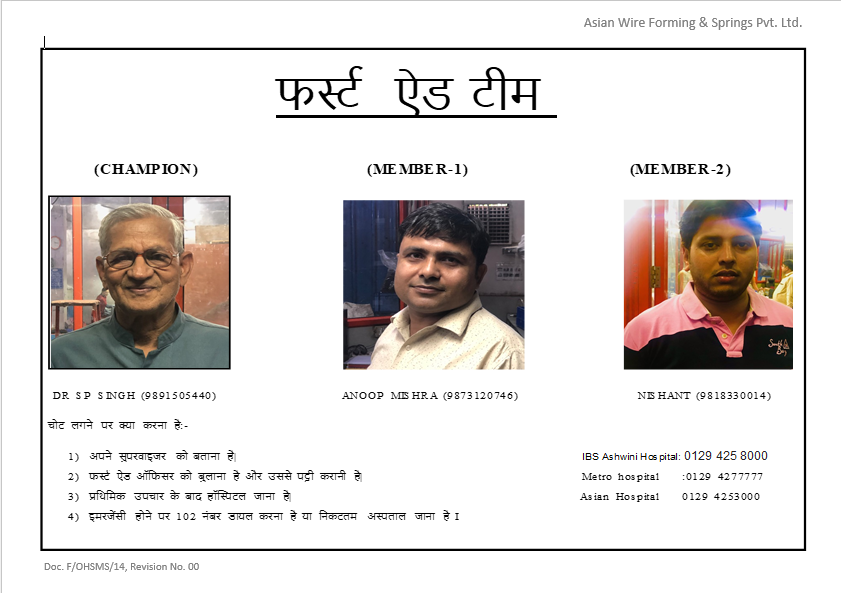 Asian Wire Forming & Springs Pvt. Ltd.
फर्स्ट ऐड टीम
(CHAMPION) (MEMBER-1) (MEMBER-2)
DR S P SINGH (9891505440) ANOOP MISHRA (9873120746) NISHANT (9818330014)
चोट लगने पर क्या करना है:-
1) अपने सुपरवाइजर को बताना है|
2) फर्स्ट ऐड ऑफिसर को बुलाना है और उससे पट्टी करानी है|
3) प्रथिमिक उपचार के बाद हॉस्पिटल जाना है|
4) इमरजेंसी होने पर 102 नंबर डायल करना है या निकटतम अस्पताल जाना है I
IBS Ashwini Hospital: 0129 425 8000
Metro hospital :0129 4277777
Asian Hospital 0129 4253000
Doc. F/OHSMS/14, Revision No. 00